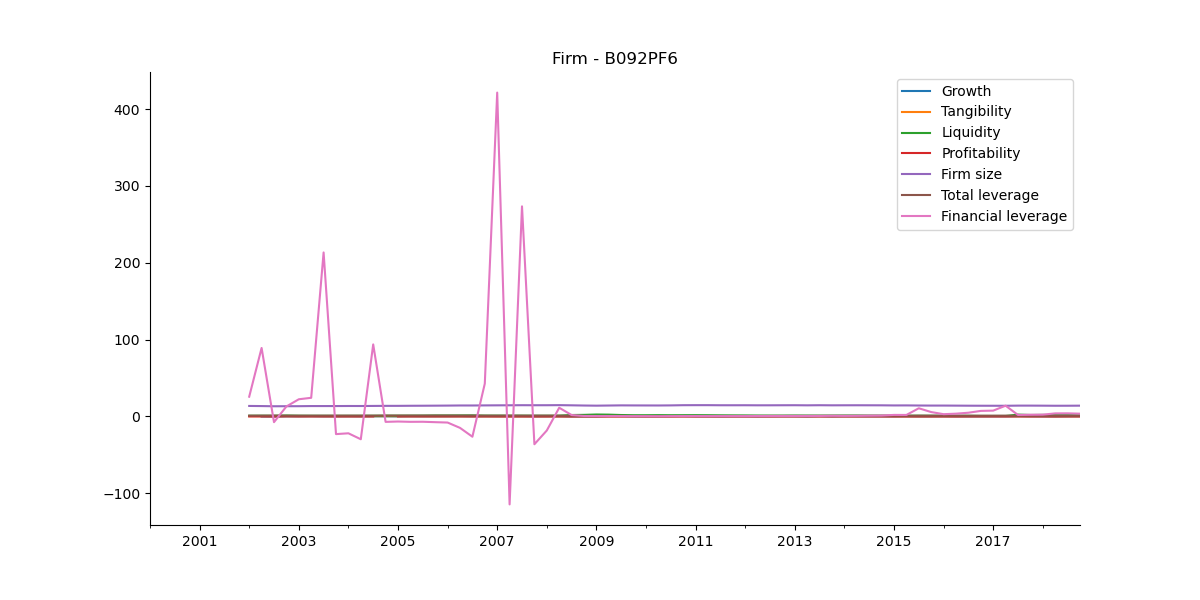 Firm - B092PF6
Growth
Tangibility
Liquidity
Profitability
Firm size
Total leverage
Financial leverage
400
300
200
100
0
−100
2001 2003 2005 2007 2009 2011 2013 2015 2017